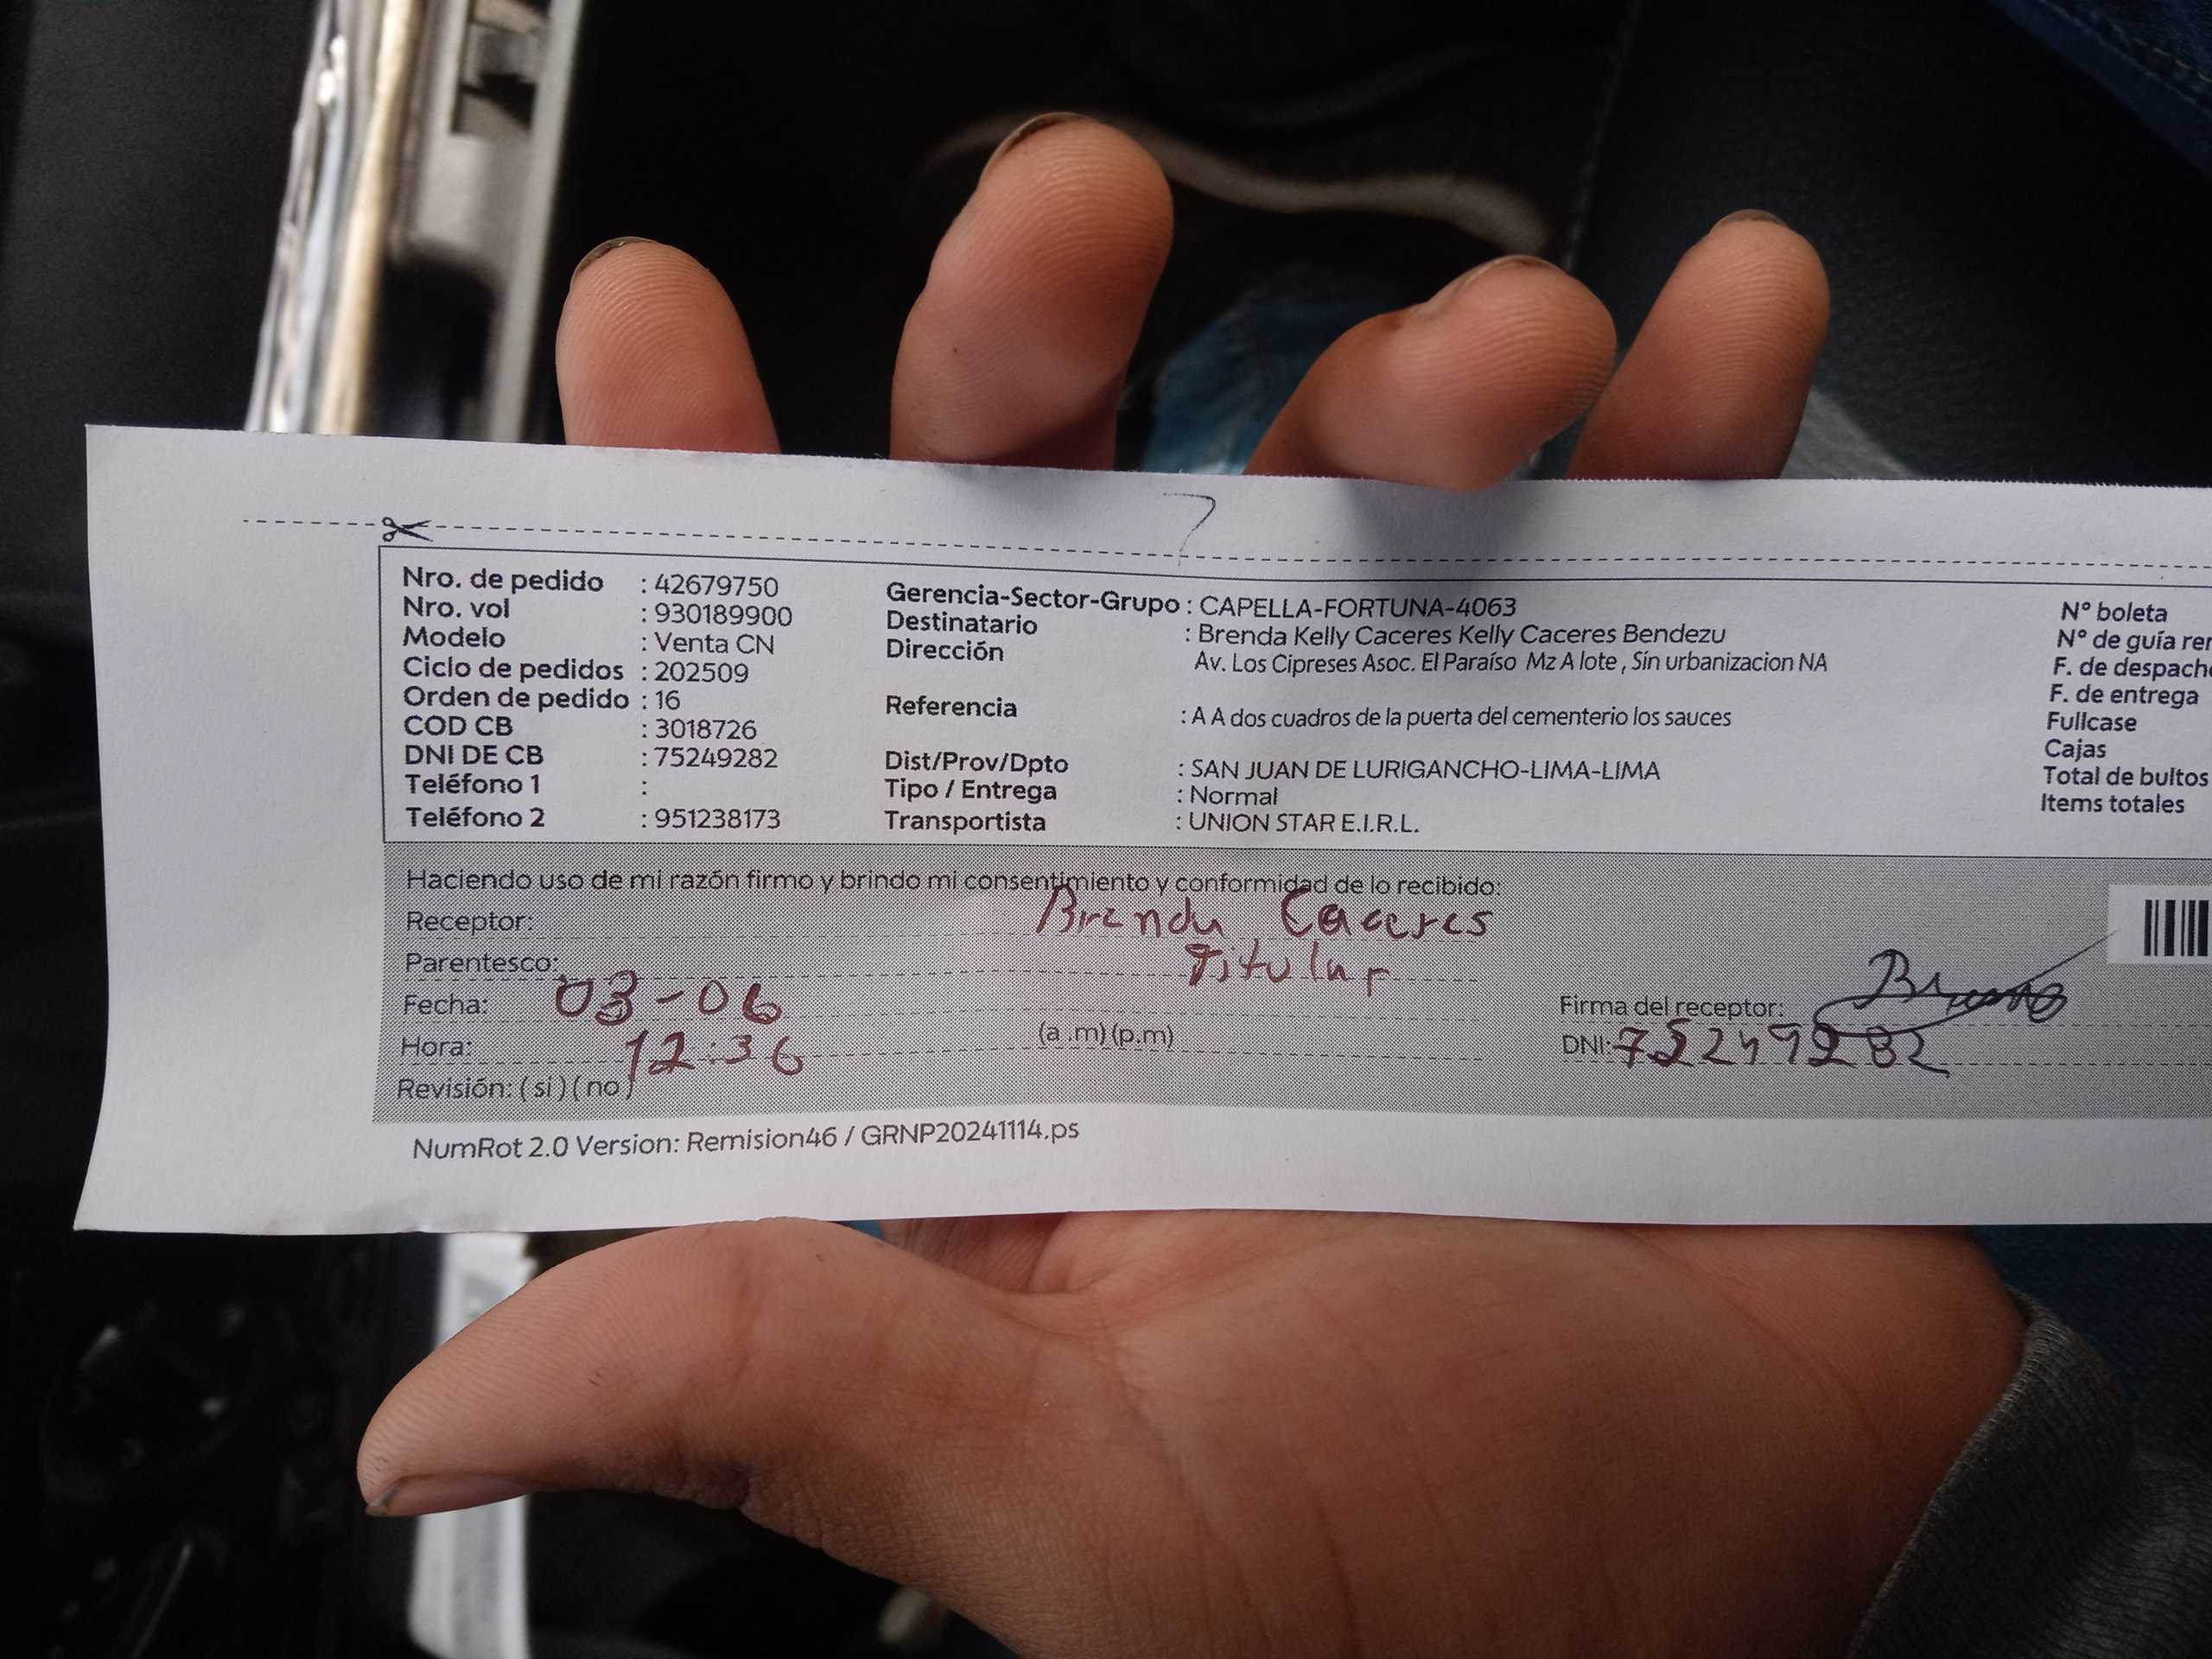 7
Nro. de pedido : 42679750
Nro. vol : 930189900
Modelo : Venta CN
Ciclo de pedidos : 202509
Orden de pedido : 16
COD CB : 3018726
DNI DE CB : 75249282
Teléfono 1 :
Teléfono 2 : 951238173
Gerencia-Sector-Grupo : CAPELLA-FORTUNA-4063
Destinatario : Brenda Kelly Caceres Kelly Caceres Bendezu
Dirección Av. Los Cipreses Asoc. El Paraíso Mz A lote , Sin urbanizacion NA
Referencia : A A dos cuadros de la puerta del cementerio los sauces
Dist/Prov/Dpto : SAN JUAN DE LURIGANCHO-LIMA-LIMA
Tipo / Entrega : Normal
Transportista : UNION STAR E.I.R.L.
N° boleta
N° de guía rer
F. de despach
F. de entrega
Fullcase
Cajas
Total de bultos
Items totales
Haciendo uso de mi razón firmo y brindo mi consentimiento y conformidad de lo recibido:
Receptor: Brenda Caceres
Parentesco: Titular
Fecha: 03-06
Hora: 12:36 (a .m) (p.m)
Revisión: ( si ) ( no )
Firma del receptor:
DNI: 75249282
NumRot 2.0 Version: Remision46 / GRNP20241114.ps